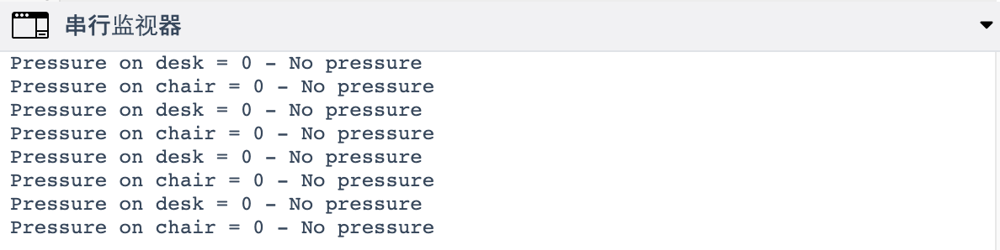 串行监视器
Pressure on desk = 0 - No pressure
Pressure on chair = 0 - No pressure
Pressure on desk = 0 - No pressure
Pressure on chair = 0 - No pressure
Pressure on desk = 0 - No pressure
Pressure on chair = 0 - No pressure
Pressure on desk = 0 - No pressure
Pressure on chair = 0 - No pressure